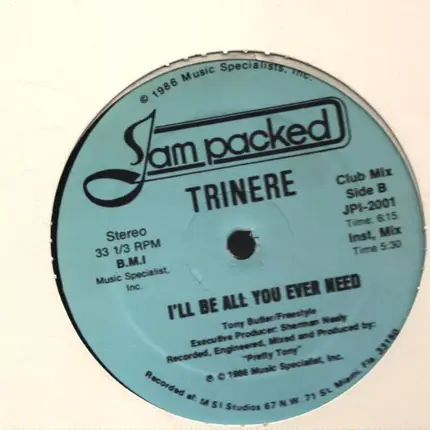 © 1986 Music Specialists, Inc.
Jam packed
TRINERE
Stereo
33 1/3 RPM
B.M.I
Music Specialist,
Inc.
Club Mix
Side B
JPI-2001
Time: 6:15
Inst, Mix
Time 5:30
I'LL BE ALL YOU EVER NEED
Tony Butler/Freestyle
Executive Producer: Sherman Nealy
Recorded, Engineered, Mixed and Produced by:
"Pretty Tony"
℗ © 1986 Music Specialist, Inc.
Recorded at: M S I Studios 67 N.W. 71 St. Miami, Fla. 33150